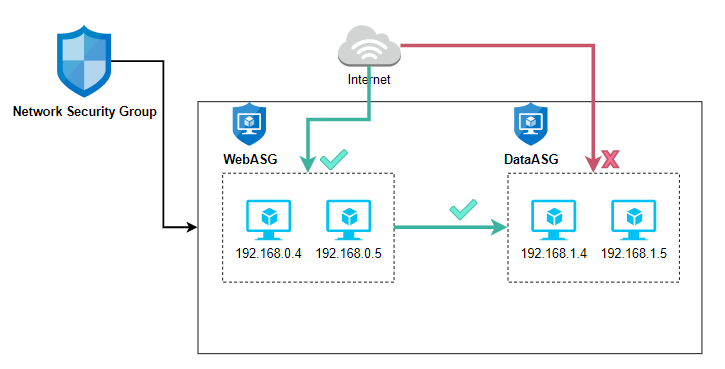 Internet
Network Security Group
WebASG
DataASG
192.168.0.4
192.168.0.5
192.168.1.4
192.168.1.5